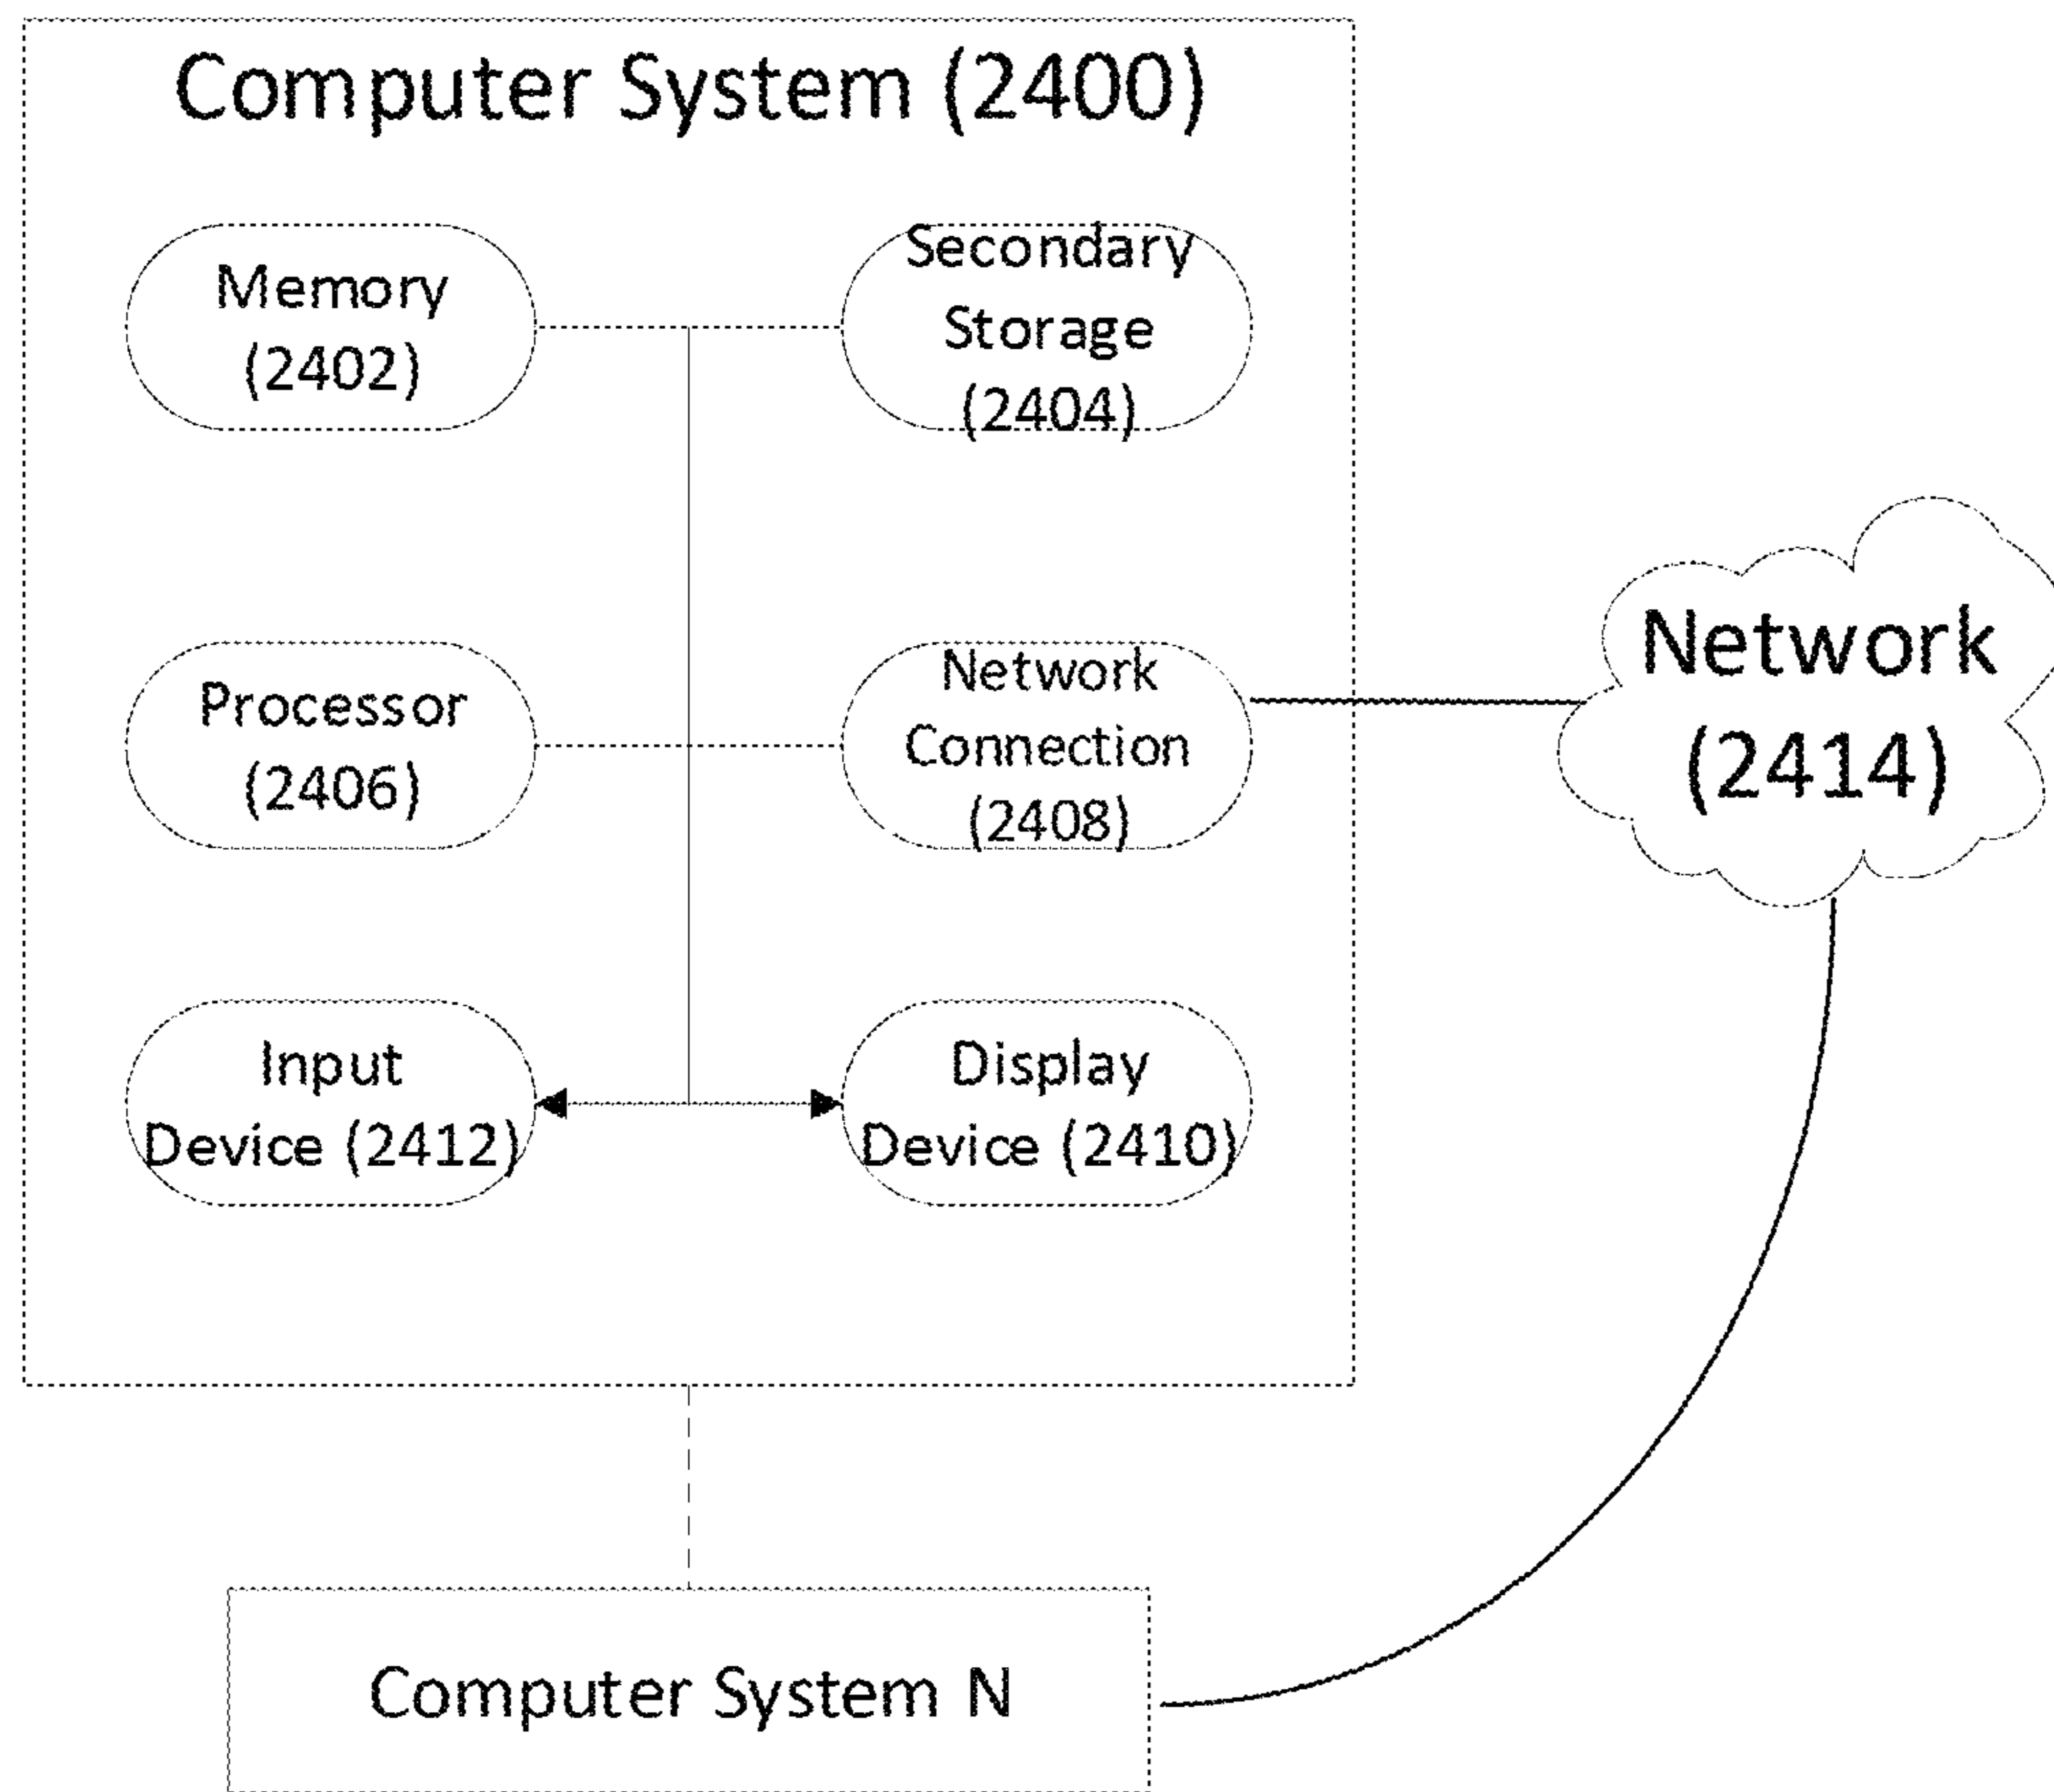 Computer System (2400)
Memory
(2402)
Secondary
Storage
(2404)
Processor
(2406)
Network
Connection
(2408)
Network
(2414)
Input
Device (2412)
Display
Device (2410)
Computer System N